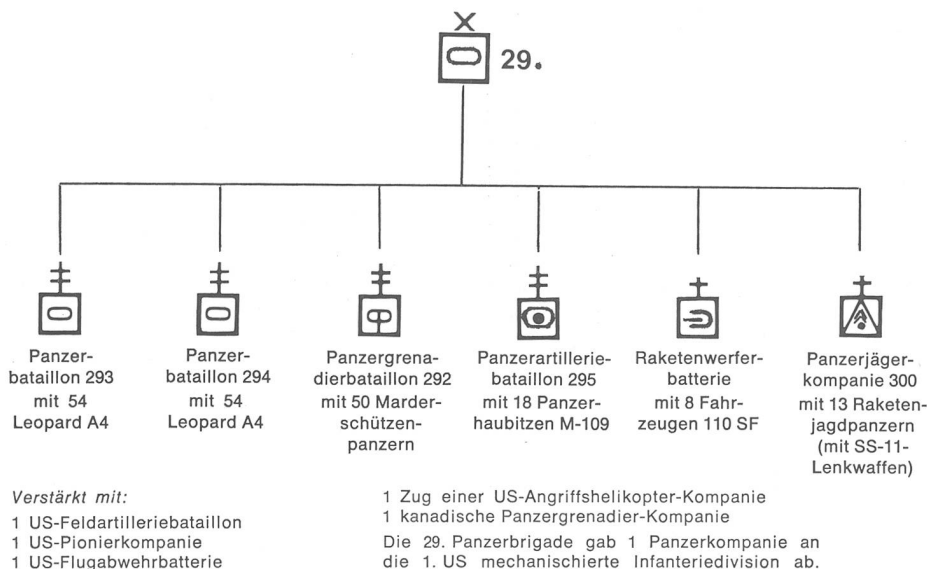 29.
Panzer-
bataillon 293
mit 54
Leopard A4
Panzer-
bataillon 294
mit 54
Leopard A4
Panzergrena-
dierbataillon 292
mit 50 Marder-
schützen-
panzern
Panzerartillerie-
bataillon 295
mit 18 Panzer-
haubitzen M-109
Raketenwerfer-
batterie
mit 8 Fahr-
zeugen 110 SF
Panzerjäger-
kompanie 300
mit 13 Raketen-
jagdpanzern
(mit SS-11-
Lenkwaffen)
Verstärkt mit:
1 US-Feldartilleriebataillon
1 US-Pionierkompanie
1 US-Flugabwehrbatterie
1 Zug einer US-Angriffshelikopter-Kompanie
1 kanadische Panzergrenadier-Kompanie
Die 29. Panzerbrigade gab 1 Panzerkompanie an
die 1. US mechanisierte Infanteriedivision ab.